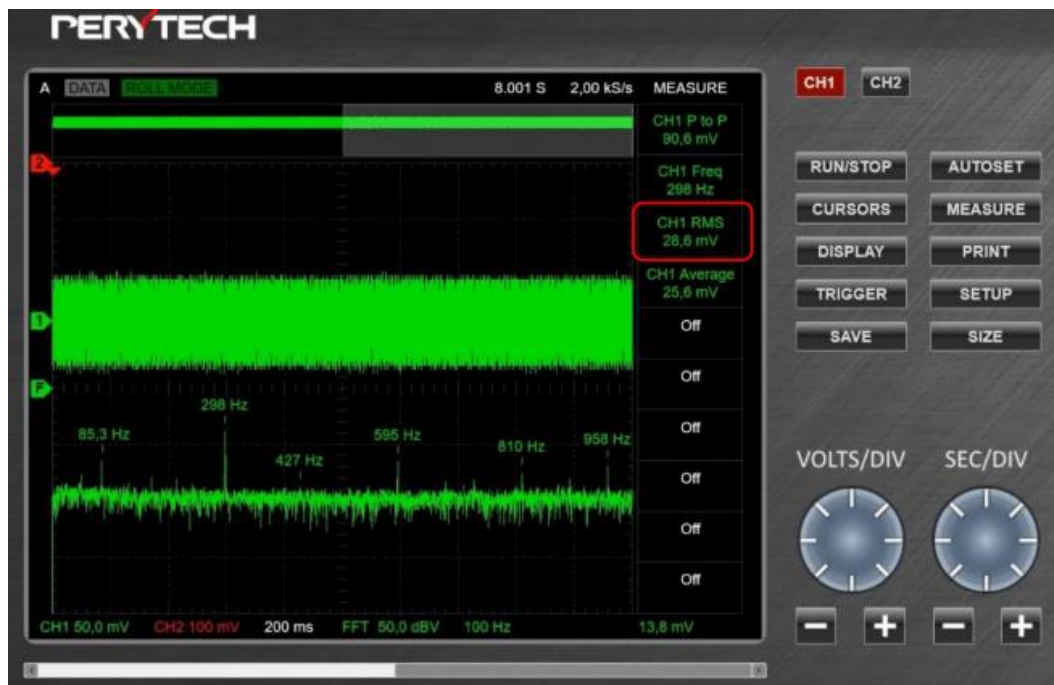 PERYTECH
A DATA ROLL MODE 8.001 S 2,00 kS/s MEASURE
CH1 P to P
90,6 mV
CH1 Freq
298 Hz
CH1 RMS
28,6 mV
CH1 Average
25,6 mV
Off
Off
Off
Off
Off
Off
2
1
F
85,3 Hz
298 Hz
427 Hz
595 Hz
810 Hz
958 Hz
CH1 50,0 mV CH2 100 mV 200 ms FFT 50,0 dBV 100 Hz 13,8 mV
CH1 CH2
RUN/STOP AUTOSET
CURSORS MEASURE
DISPLAY PRINT
TRIGGER SETUP
SAVE SIZE
VOLTS/DIV SEC/DIV